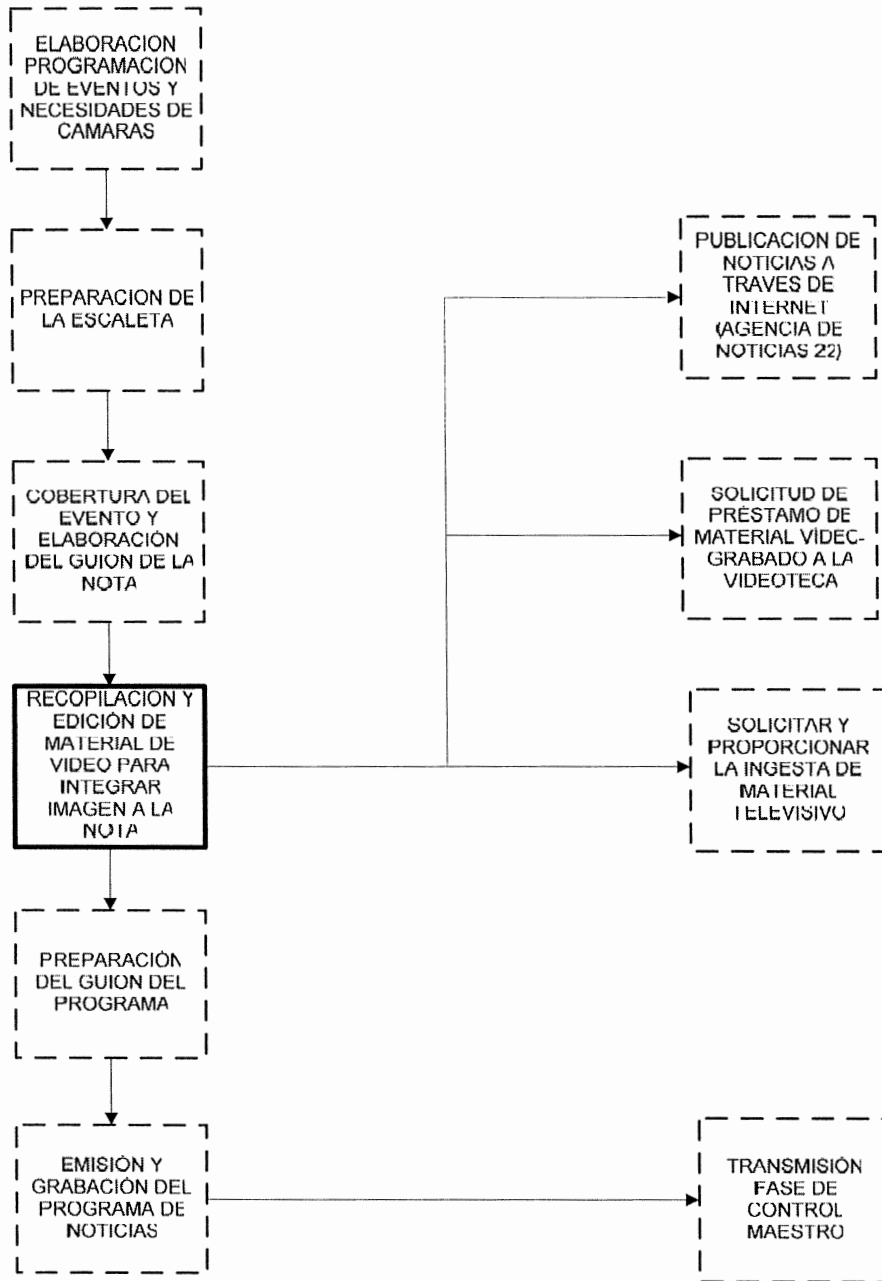 ELABORACION
PROGRAMACION
DE EVENTOS Y
NECESIDADES DE
CAMARAS
PREPARACION DE
LA ESCALETA
COBERTURA DEL
EVENTO Y
ELABORACIÓN
DEL GUION DE LA
NOTA
RECOPILACION Y
EDICIÓN DE
MATERIAL DE
VIDEO PARA
INTEGRAR
IMAGEN A LA
NOTA
PREPARACIÓN
DEL GUION DEL
PROGRAMA
EMISIÓN Y
GRABACIÓN DEL
PROGRAMA DE
NOTICIAS
PUBLICACION DE
NOTICIAS A
TRAVES DE
INTERNET
(AGENCIA DE
NOTICIAS 22)
SOLICITUD DE
PRÉSTAMO DE
MATERIAL VÍDEC-
GRABADO A LA
VIDEOTECA
SOLICITAR Y
PROPORCIONAR
LA INGESTA DE
MATERIAL
TELEVISIVO
TRANSMISIÓN
FASE DE
CONTROL
MAESTRO